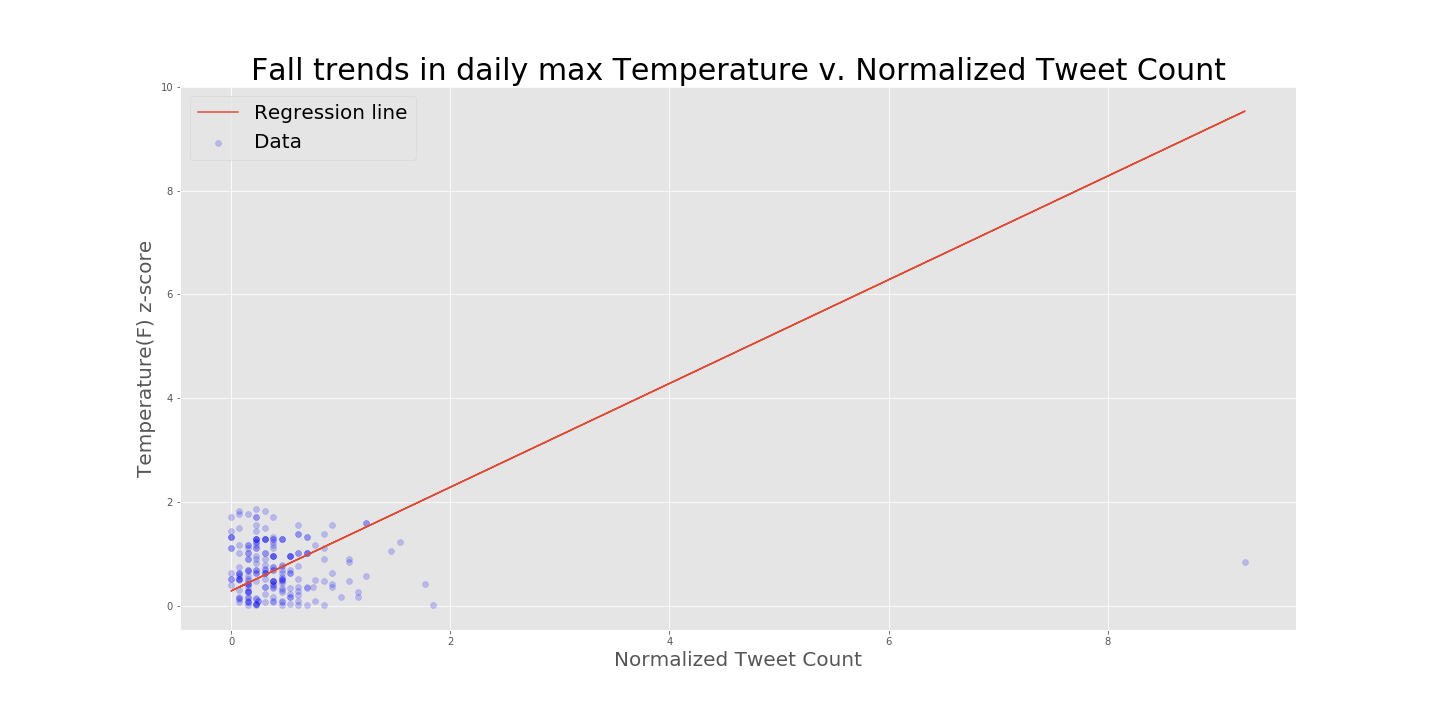 Fall trends in daily max Temperature v. Normalized Tweet Count
10
Regression line
Data
8
6
4
2
0
Temperature(F) z-score
0 2 4 6 8
Normalized Tweet Count